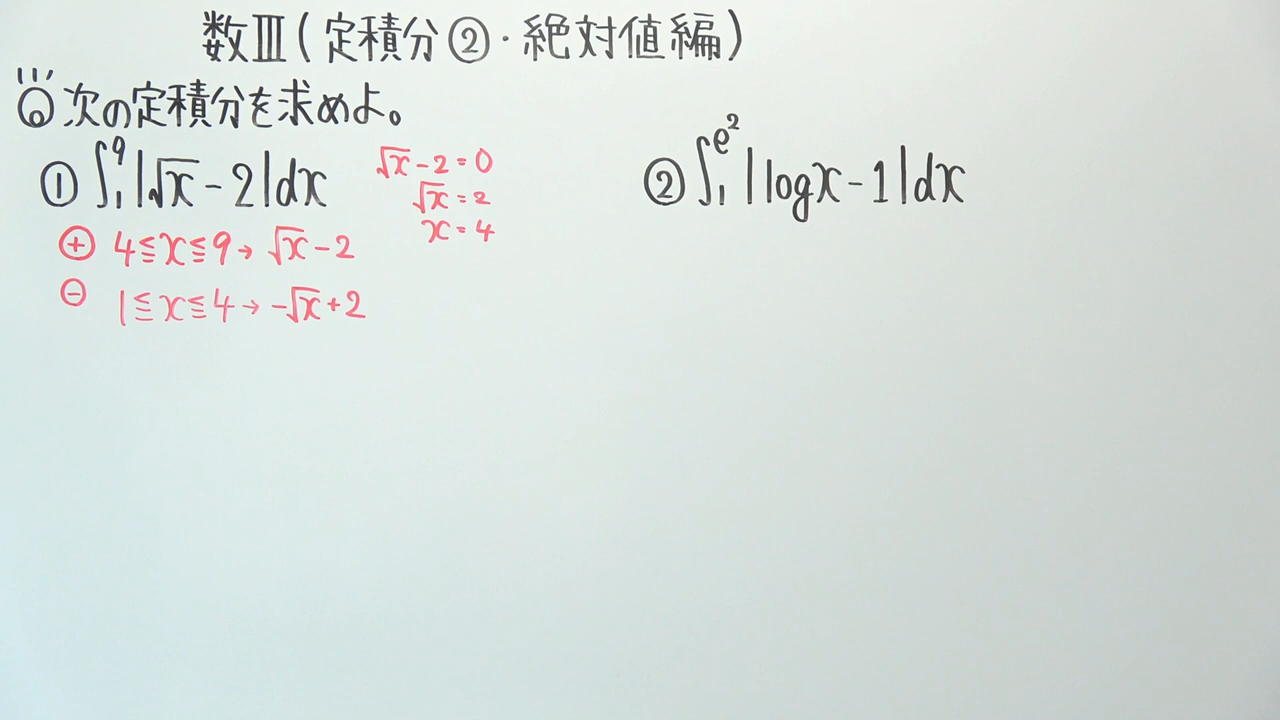 数Ⅲ(定積分②・絶対値編)
次の定積分を求めよ。
① ∫₁⁹|√x-2|dx
√x-2=0
√x=2
x=4
⊕ 4≦x≦9→√x-2
⊖ 1≦x≦4→-√x+2
② ∫₁^e²|logx-1|dx